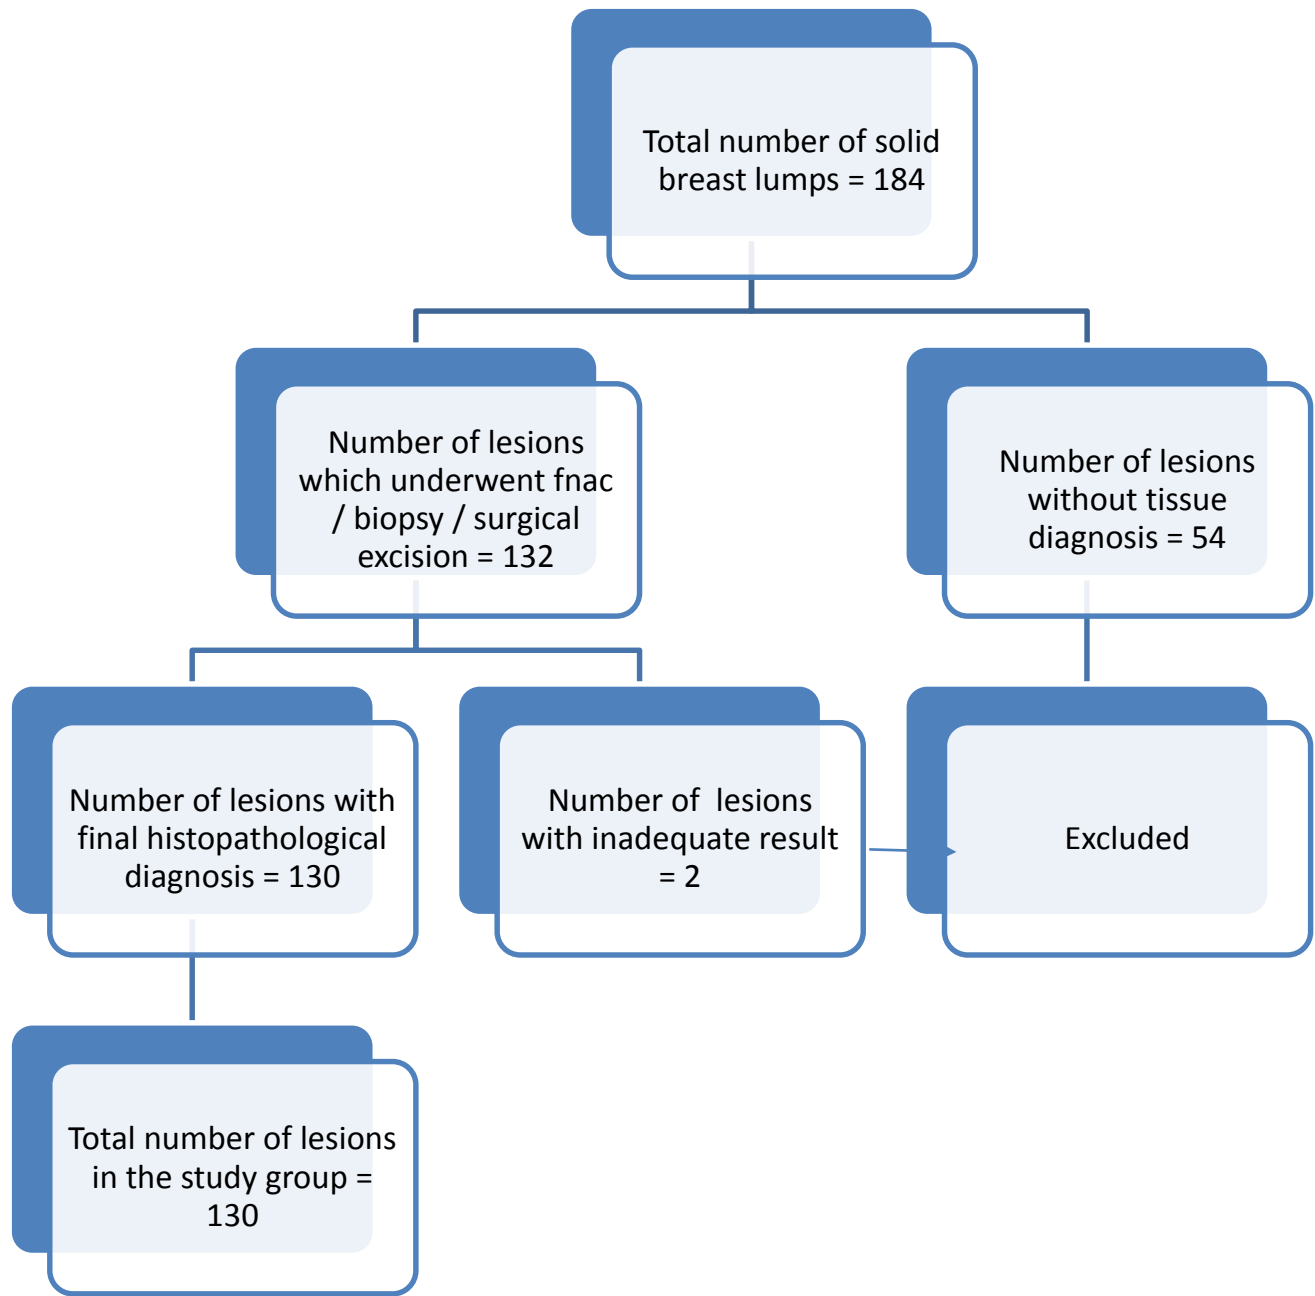 Total number of solid
breast lumps = 184
Number of lesions
which underwent fnac
/ biopsy / surgical
excision = 132
Number of lesions
without tissue
diagnosis = 54
Number of lesions with
final histopathological
diagnosis = 130
Number of  lesions
with inadequate result
= 2
Excluded
Total number of lesions
in the study group =
130